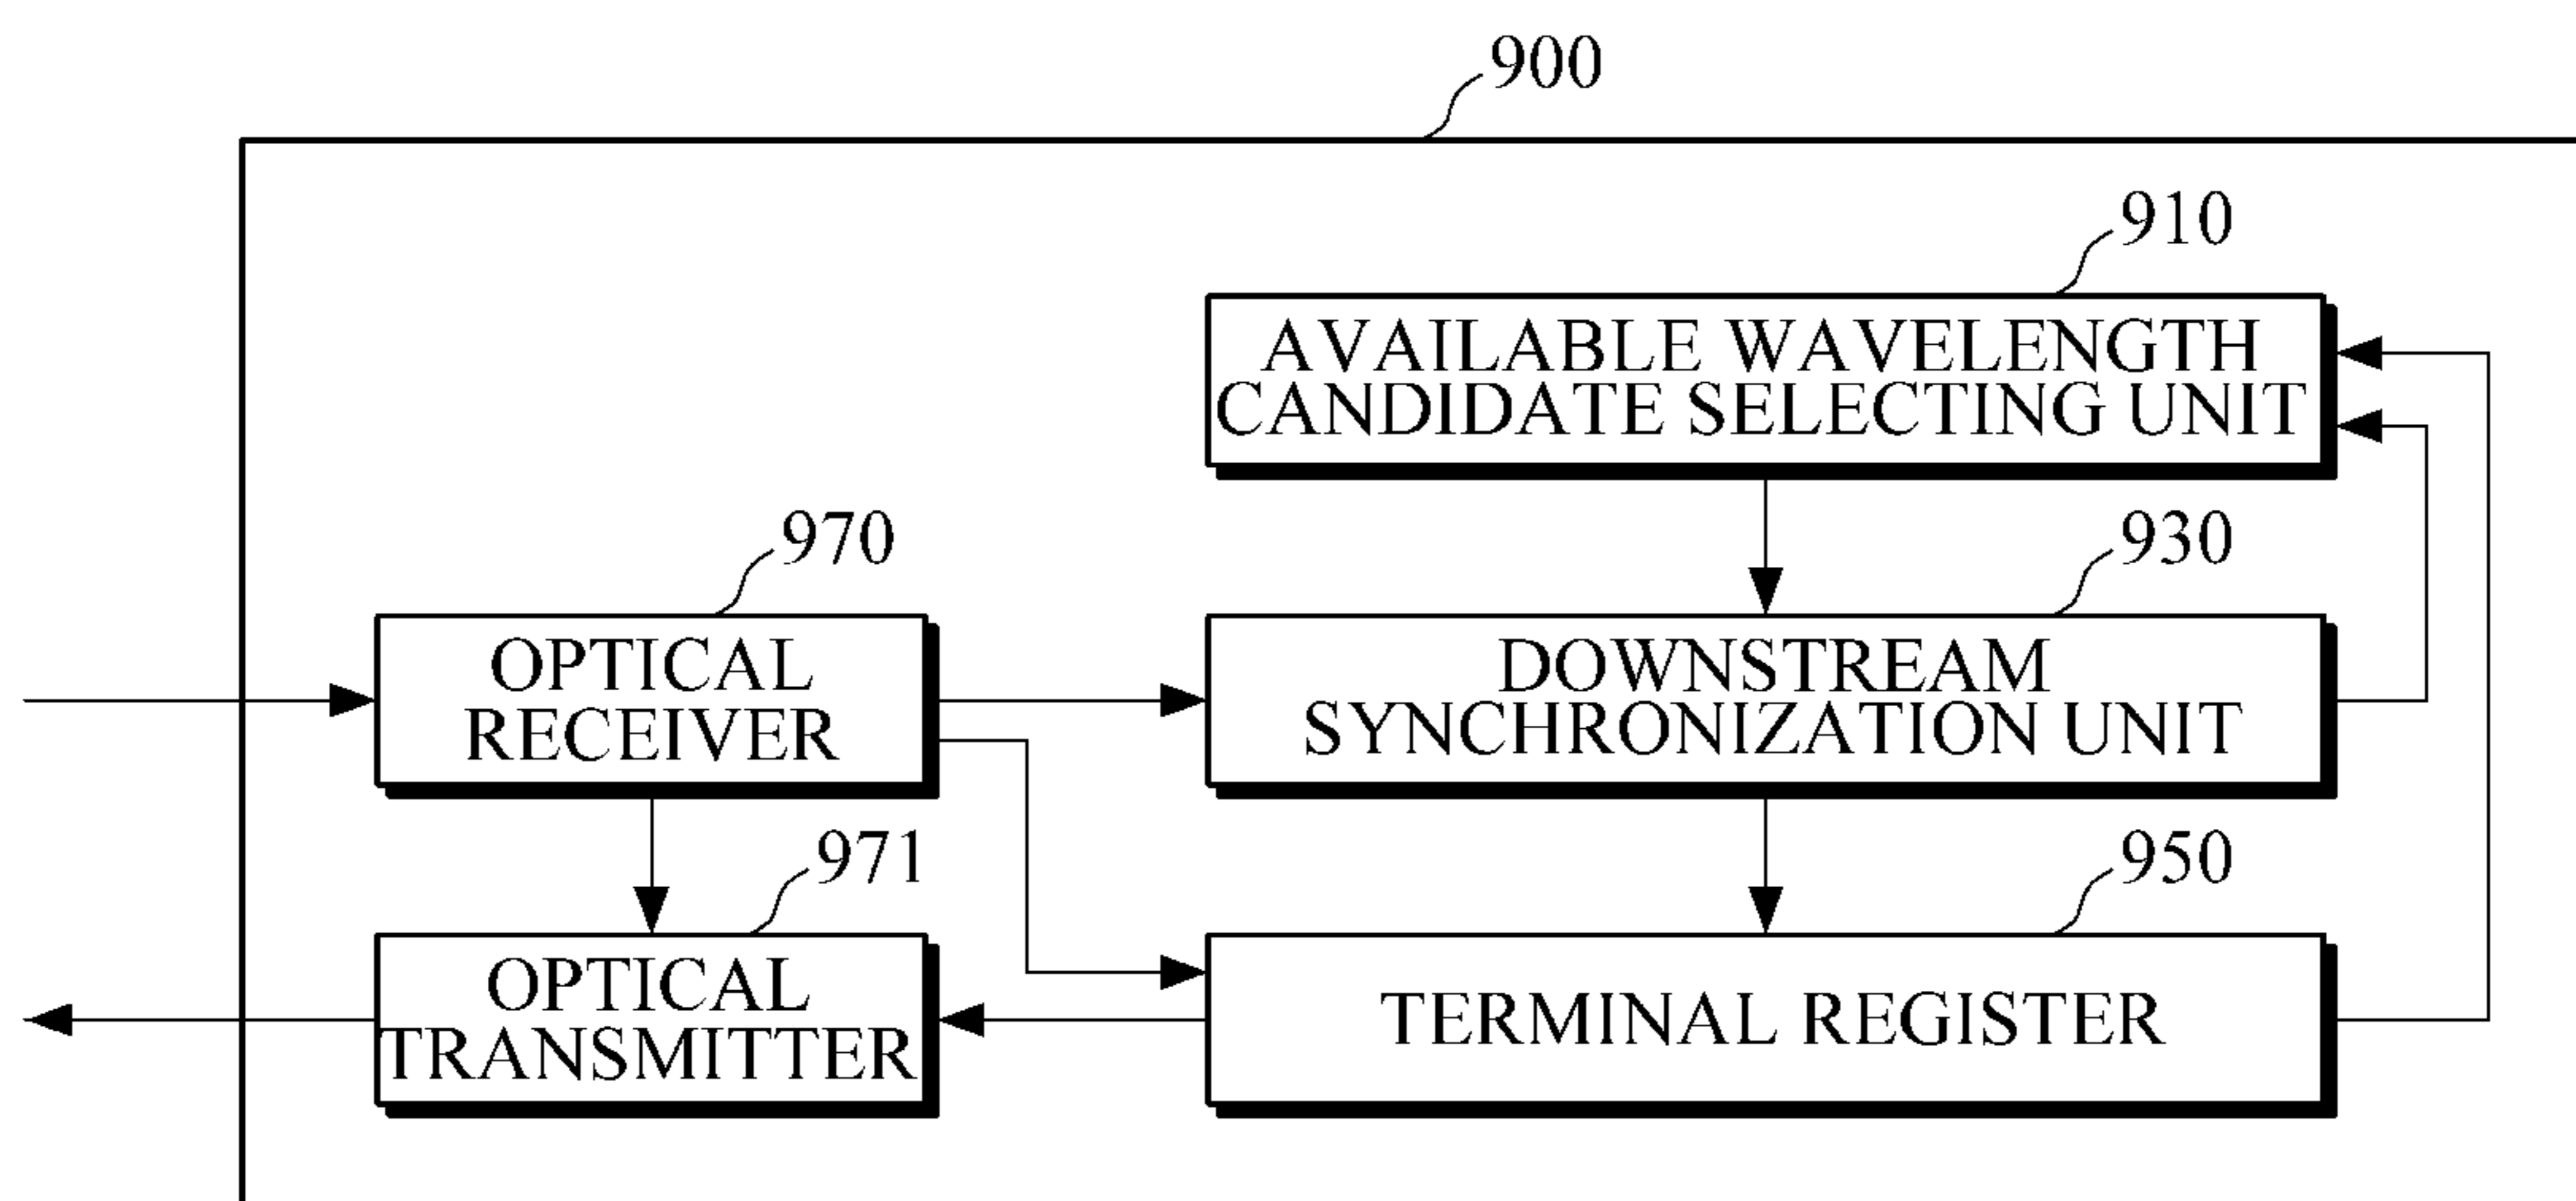 900
910
AVAILABLE WAVELENGTH
CANDIDATE SELECTING UNIT
970
930
OPTICAL
RECEIVER
DOWNSTREAM
SYNCHRONIZATION UNIT
971
950
OPTICAL
TRANSMITTER
TERMINAL REGISTER